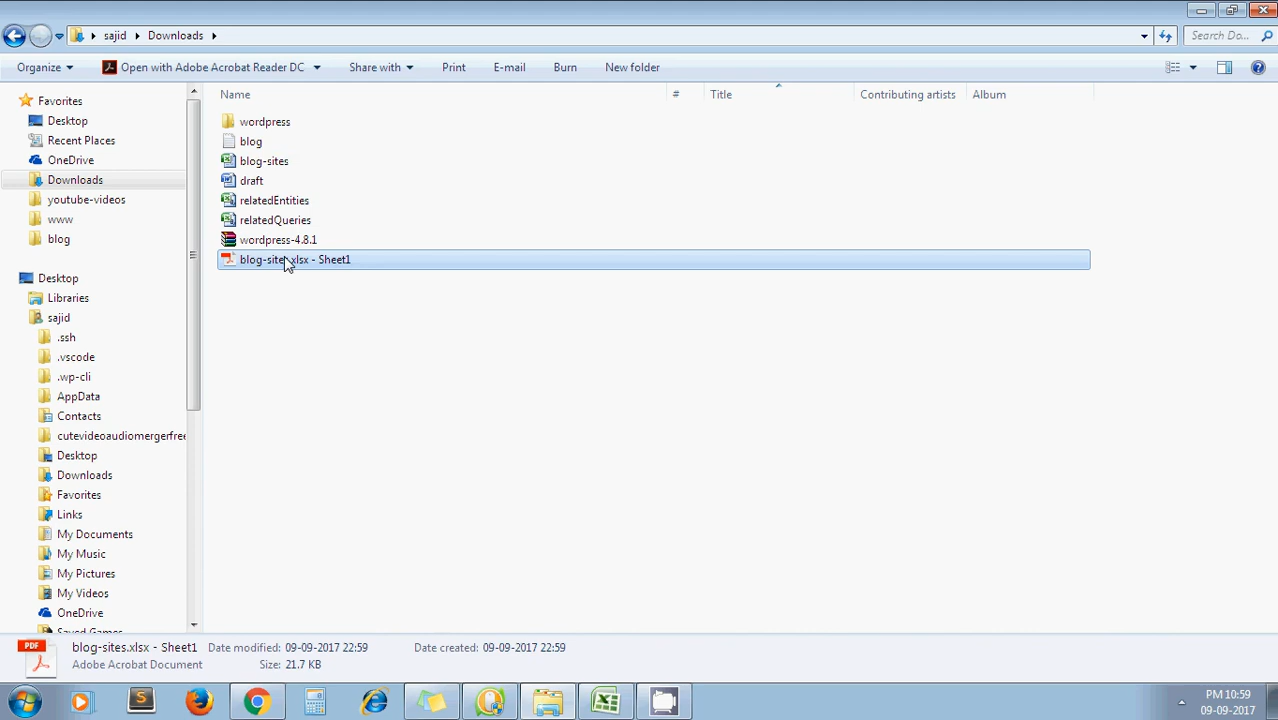 sajid Downloads Search Do...
Organize Open with Adobe Acrobat Reader DC Share with Print E-mail Burn New folder
Favorites
Desktop
Recent Places
OneDrive
Downloads
youtube-videos
www
blog
Desktop
Libraries
sajid
.ssh
.vscode
.wp-cli
AppData
Contacts
cutevideoaudiomergerfree
Desktop
Downloads
Favorites
Links
My Documents
My Music
My Pictures
My Videos
OneDrive
Saved Games
Name # Title Contributing artists Album
wordpress
blog
blog-sites
draft
relatedEntities
relatedQueries
wordpress-4.8.1
blog-sites.xlsx - Sheet1
PDF
blog-sites.xlsx - Sheet1 Date modified: 09-09-2017 22:59 Date created: 09-09-2017 22:59
Adobe Acrobat Document Size: 21.7 KB
PM 10:59
09-09-2017